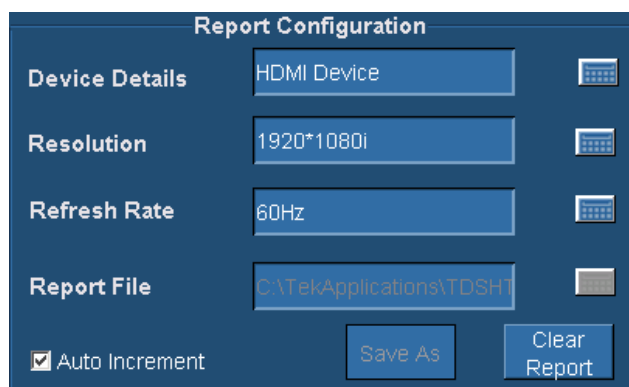 Report Configuration
Device Details HDMI Device
Resolution 1920*1080i
Refresh Rate 60Hz
Report File C:\TekApplications\TDSHT
Auto Increment Save As Clear
Report